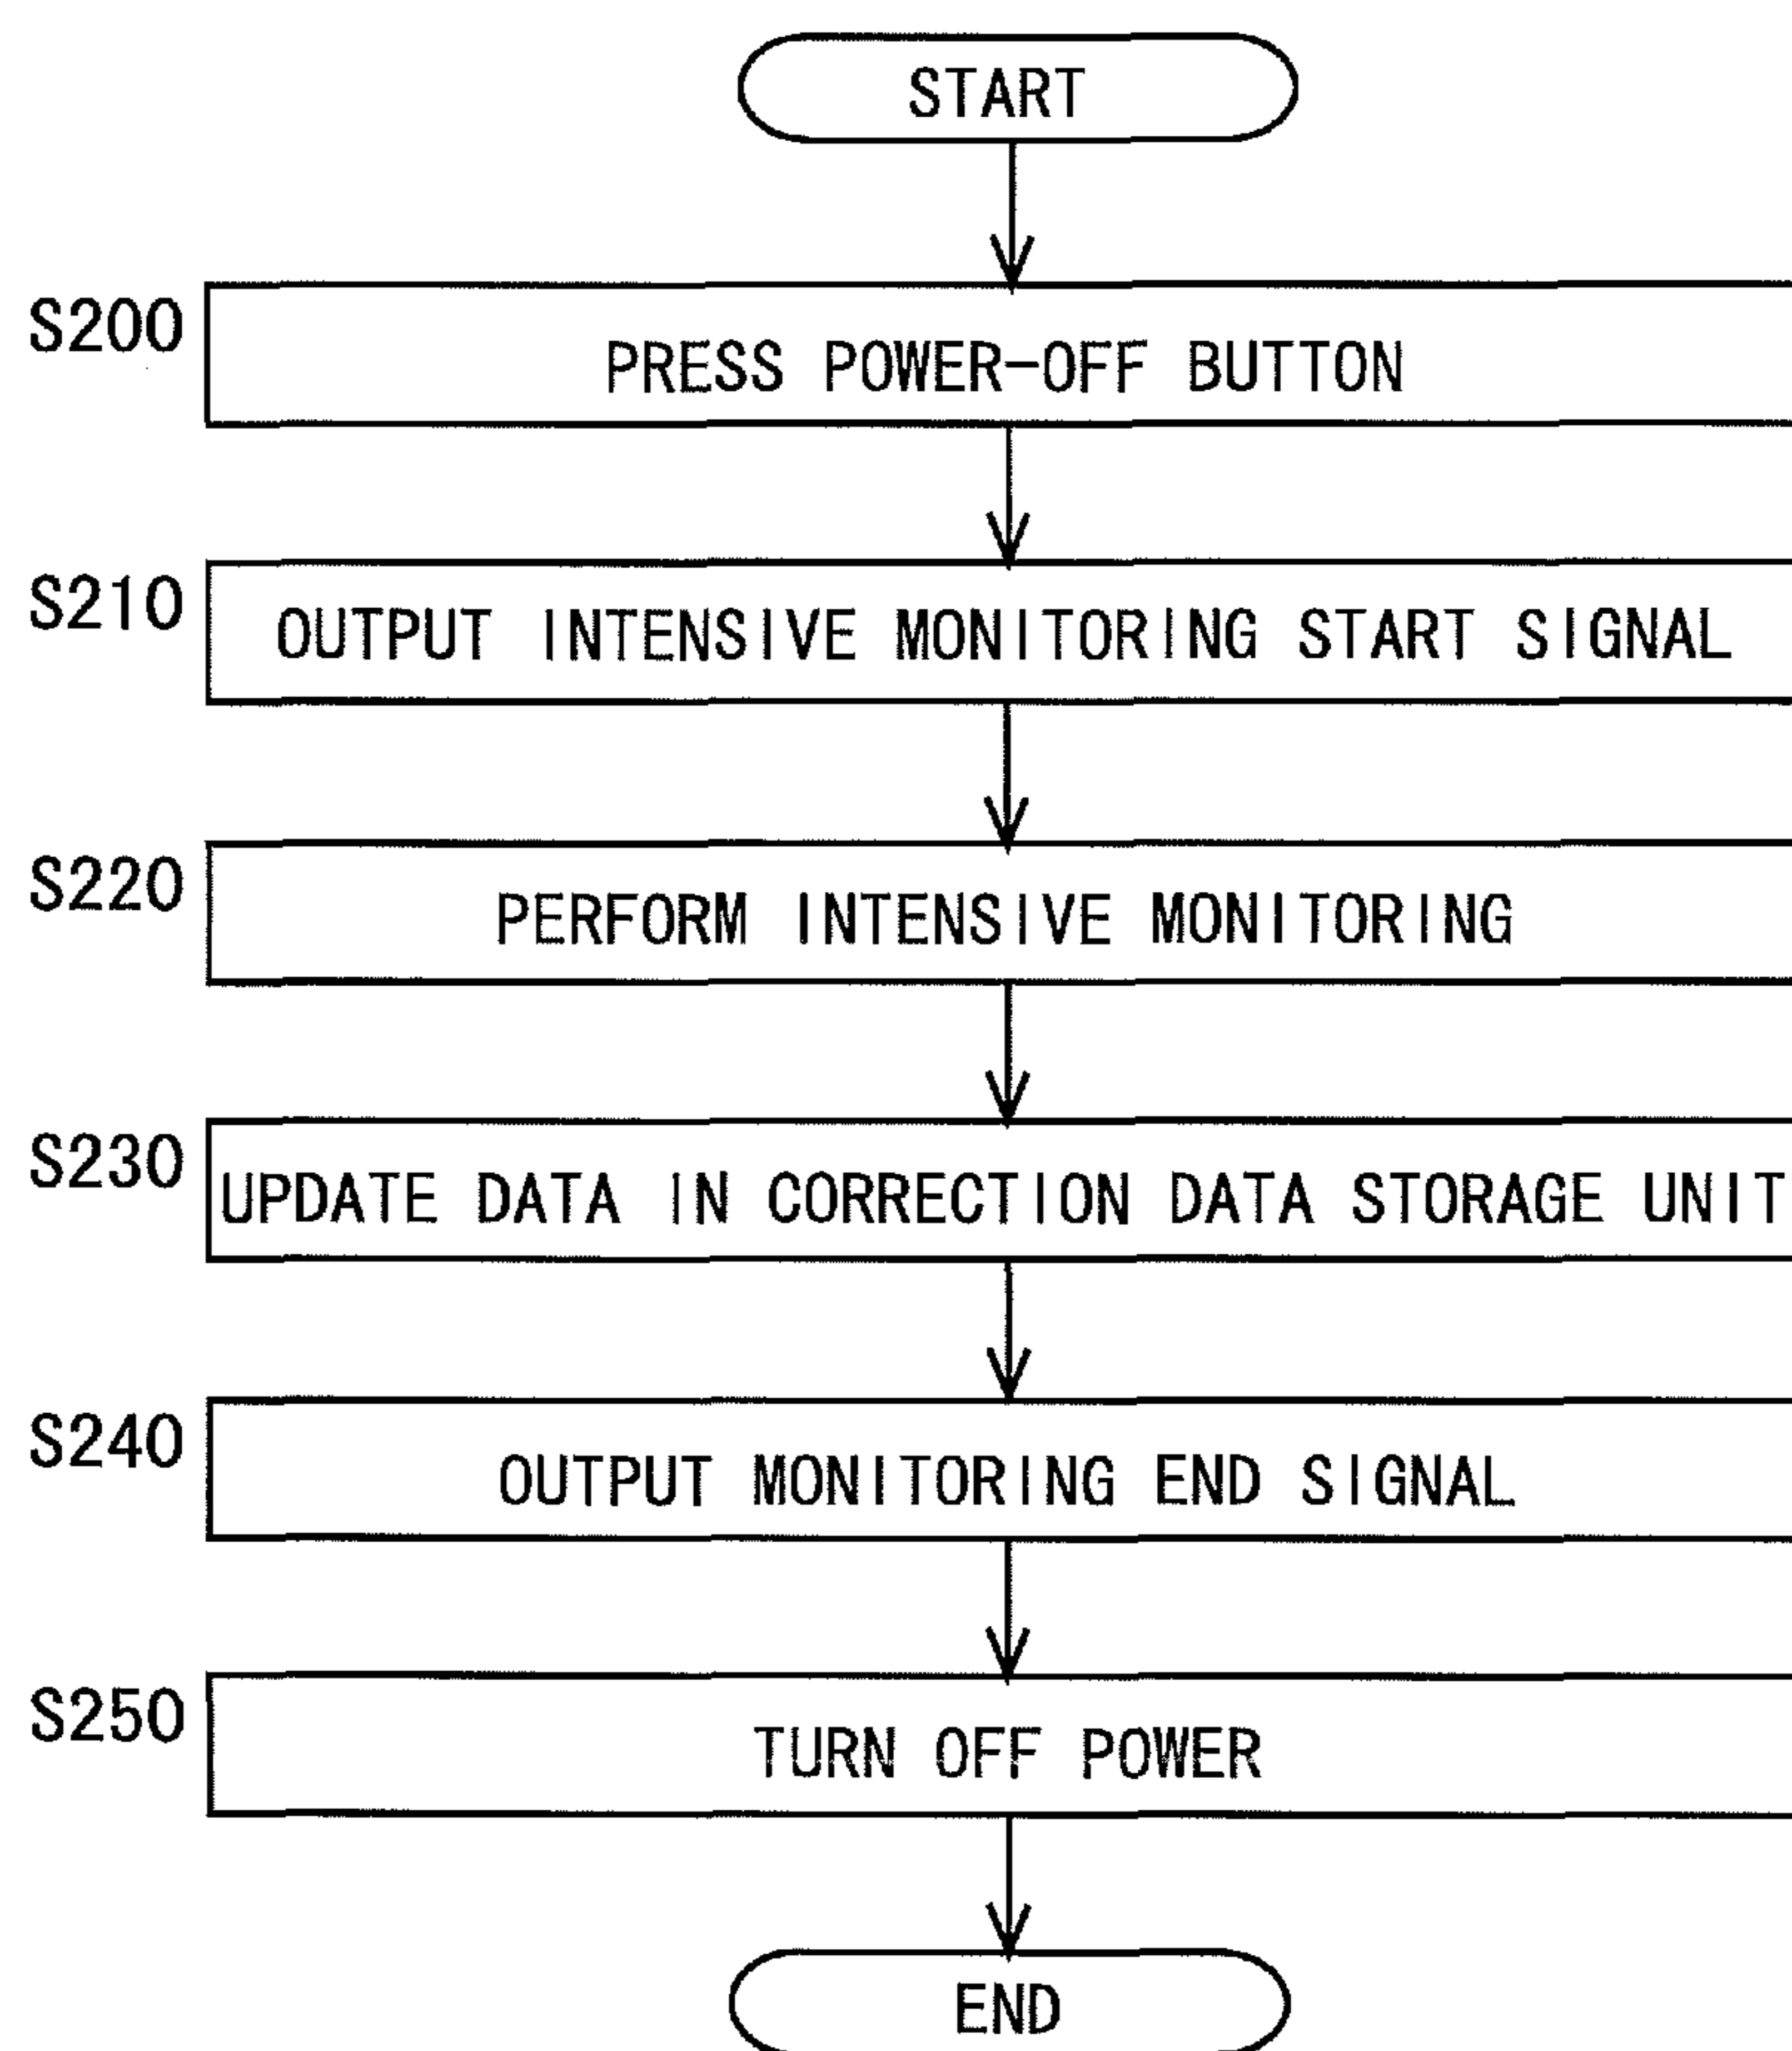 START
S200
PRESS POWER-OFF BUTTON
S210
OUTPUT INTENSIVE MONITORING START SIGNAL
S220
PERFORM INTENSIVE MONITORING
S230
UPDATE DATA IN CORRECTION DATA STORAGE UNIT
S240
OUTPUT MONITORING END SIGNAL
S250
TURN OFF POWER
END